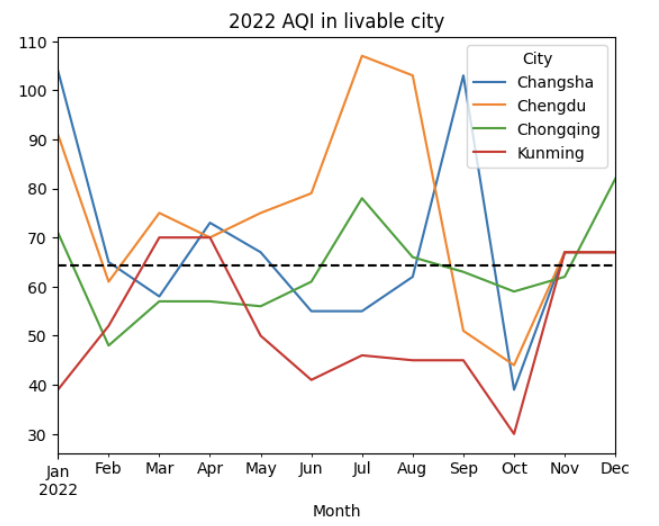 2022 AQI in livable city
110
100
90
80
70
60
50
40
30
City
Changsha
Chengdu
Chongqing
Kunming
Jan Feb Mar Apr May Jun Jul Aug Sep Oct Nov Dec
2022
Month